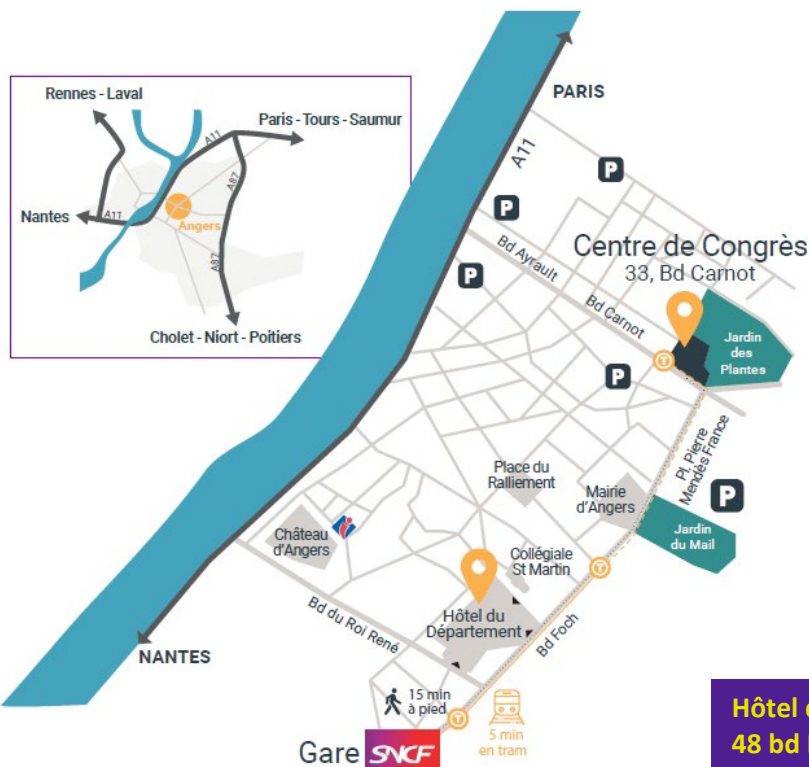 Rennes - Laval
Paris - Tours - Saumur
A11
A87
Nantes
A11
Angers
A87
Cholet - Niort - Poitiers
PARIS
A11
P
P
P
Centre de Congrès
33, Bd Carnot
Bd Ayrault
Bd Carnot
Jardin
des
Plantes
T
P
Pl. Pierre
Mendès France
P
Place du
Ralliement
Mairie
d'Angers
Jardin
du Mail
Château
d'Angers
Collégiale
St Martin
T
Hôtel du
Département
Bd Foch
Bd du Roi René
NANTES
15 min
à pied
T
5 min
en tram
Gare SNCF
Hôtel
48 bd